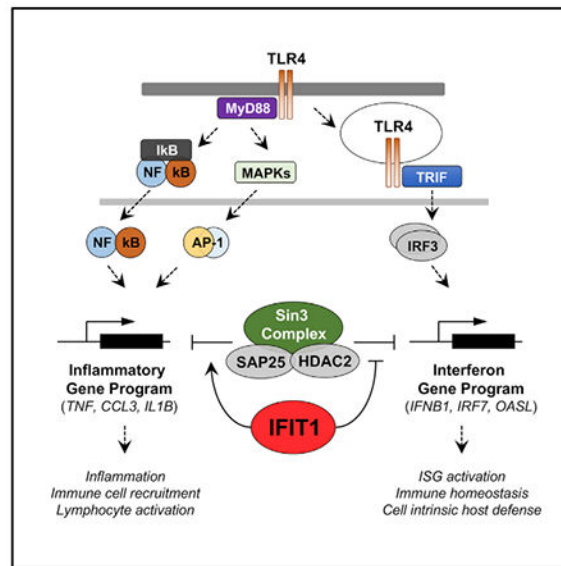 TLR4
MyD88
TLR4
IkB
NF kB
MAPKs
TRIF
NF kB
AP-1
IRF3
Sin3
Complex
SAP25 HDAC2
Inflammatory
Gene Program
(TNF, CCL3, IL1B)
IFIT1
Interferon
Gene Program
(IFNB1, IRF7, OASL)
Inflammation
Immune cell recruitment
Lymphocyte activation
ISG activation
Immune homeostasis
Cell intrinsic host defense